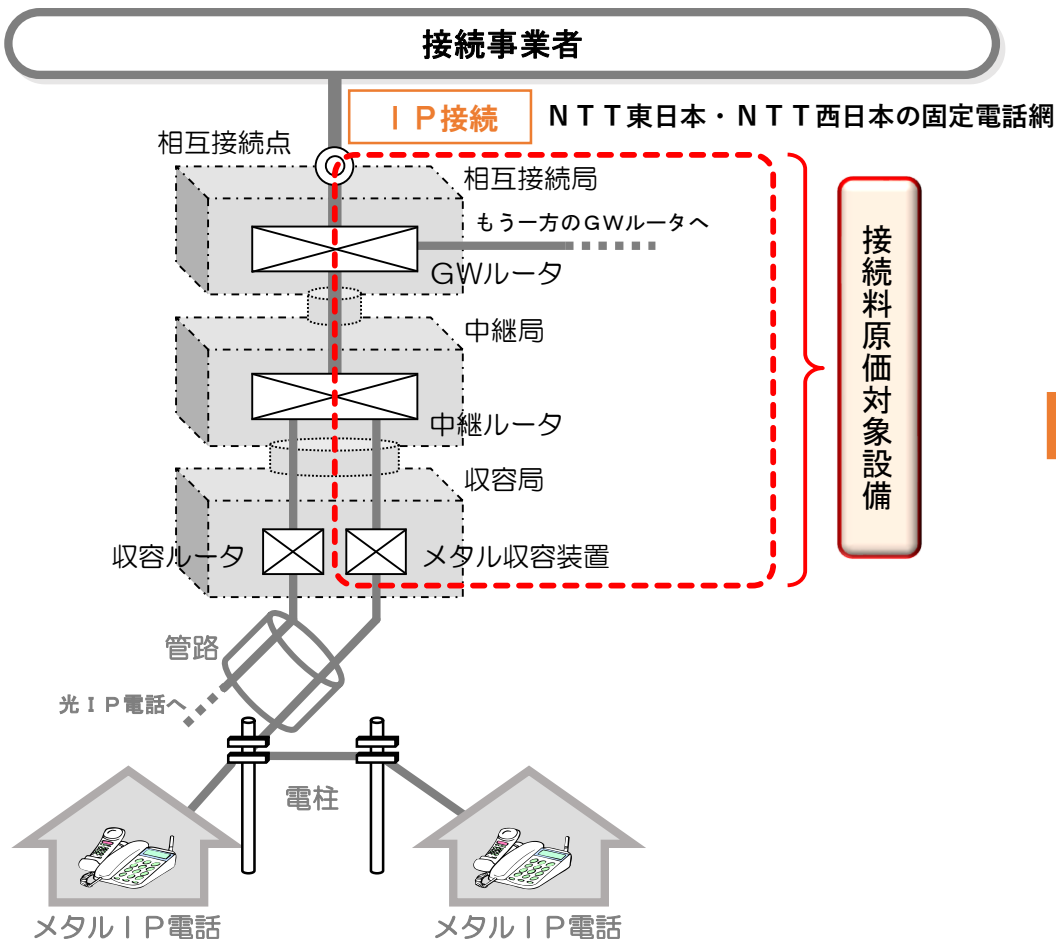 接続事業者
IP接続
NTT東日本・NTT西日本の固定電話網
相互接続点
相互接続局
もう一方のGWルータへ
GWルータ
中継局
中継ルータ
収容局
収容ルータ
メタル収容装置
接続料原価対象設備
管路
光IP電話へ
電柱
メタルIP電話
メタルIP電話